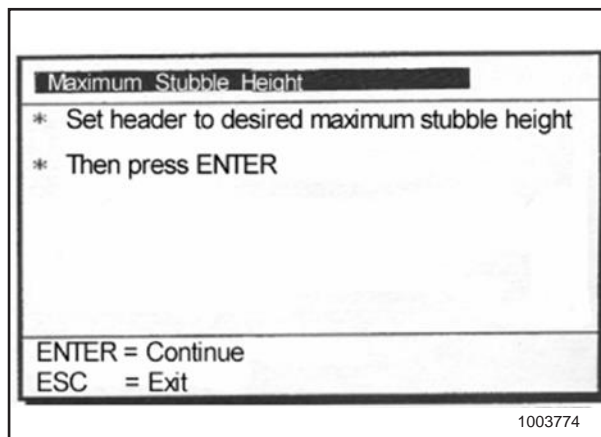 Maximum Stubble Height
* Set header to desired maximum stubble height
* Then press ENTER
ENTER = Continue
ESC = Exit
1003774